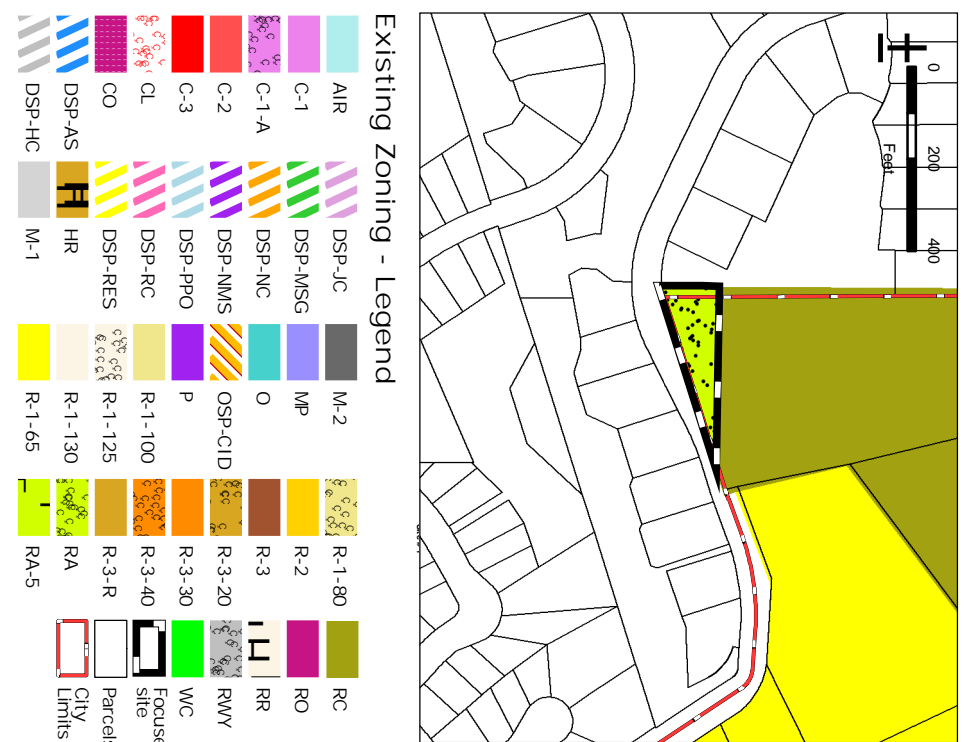 Existing Zoning - Legend
AIR
C-1
C-1-A
C-2
C-3
CL
CO
DSP-AS
DSP-HC
DSP-JC
DSP-MSG
DSP-NC
DSP-NMS
DSP-PPO
DSP-RC
DSP-RES
HR
M-1
M-2
MP
O
OSP-CID
P
R-1-100
R-1-125
R-1-130
R-1-65
R-1-80
R-2
R-3
R-3-20
R-3-30
R-3-40
R-3-R
RA
RA-5
RC
RO
RR
RWY
WC
Focuse
site
Parcels
City
Limits
0 200 400
Feet